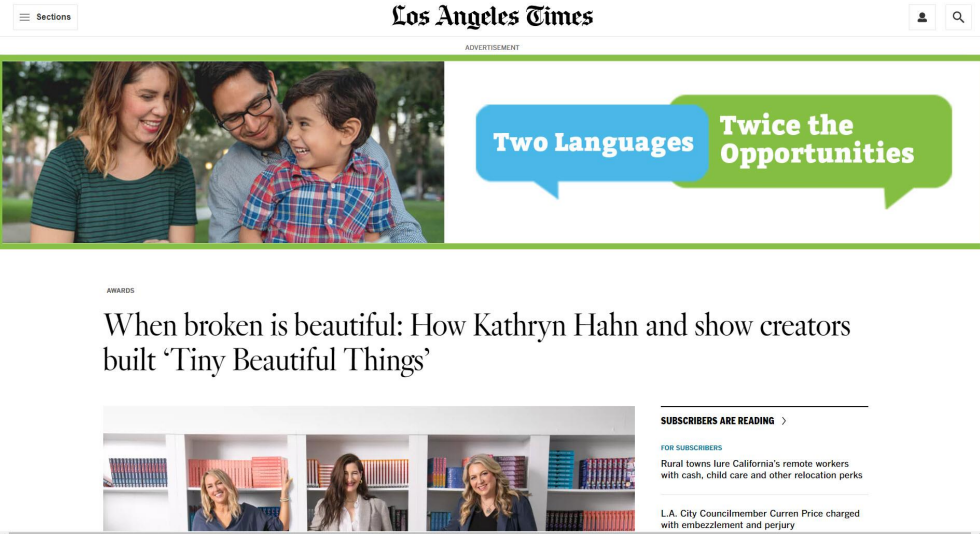 Sections
Los Angeles Times
ADVERTISEMENT
Two Languages
Twice the
Opportunities
AWARDS
When broken is beautiful: How Kathryn Hahn and show creators
built ‘Tiny Beautiful Things’
SUBSCRIBERS ARE READING
FOR SUBSCRIBERS
Rural towns lure California’s remote workers
with cash, child care and other relocation perks
L.A. City Councilmember Curren Price charged
with embezzlement and perjury